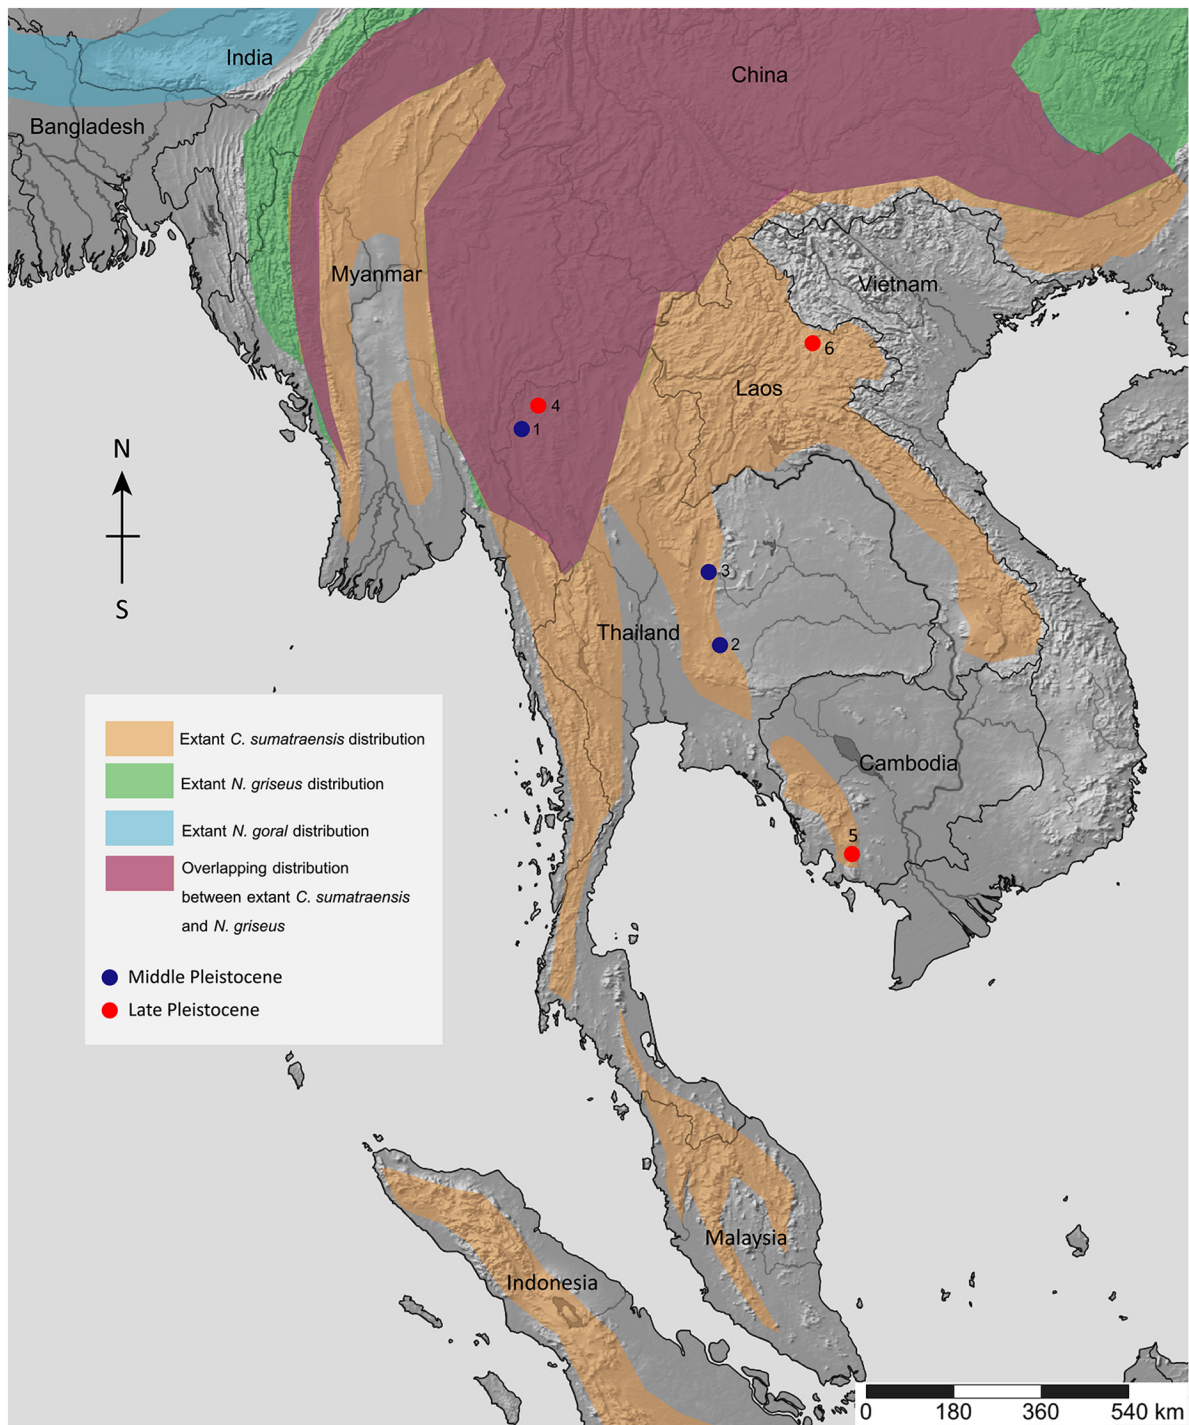 India
China
Bangladesh
Myanmar
Vietnam
6
Laos
4
1
N
S
3
Thailand
2
Extant C. sumatraensis distribution
Extant N. griseus distribution
Extant N. goral distribution
Overlapping distribution
between extant C. sumatraensis
and N. griseus
Middle Pleistocene
Late Pleistocene
Cambodia
5
Malaysia
Indonesia
0 180 360 540 km